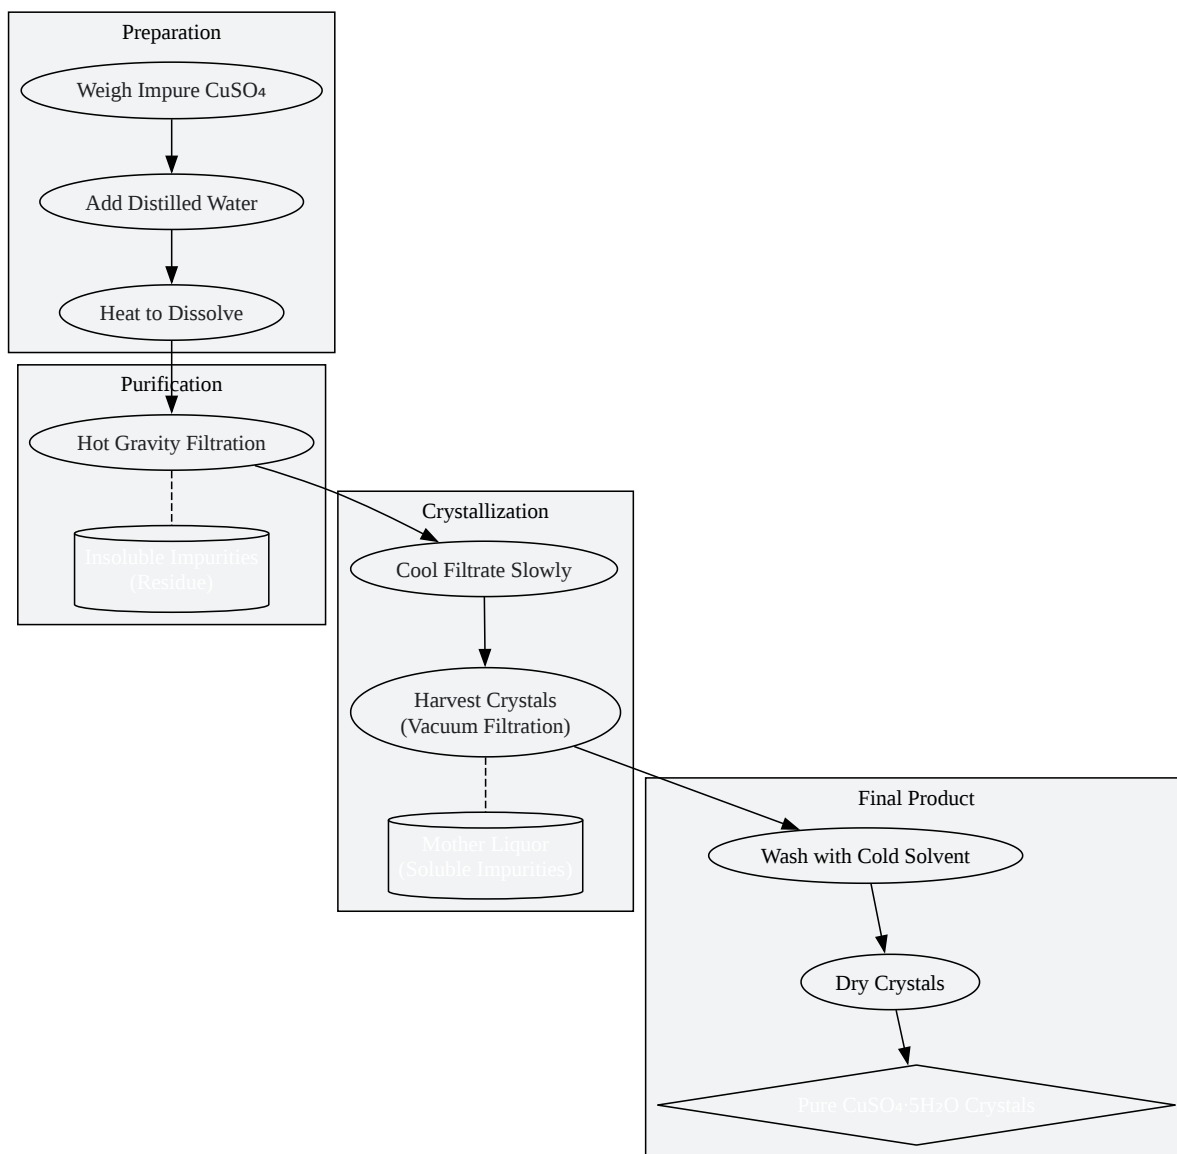 Preparation
Weigh Impure CuSO₄
Add Distilled Water
Heat to Dissolve
Purification
Hot Gravity Filtration
Insoluble Impurities
(Residue)
Crystallization
Cool Filtrate Slowly
Harvest Crystals
(Vacuum Filtration)
Mother Liquor
(Soluble Impurities)
Final Product
Wash with Cold Solvent
Dry Crystals
Pure CuSO₄·5H₂O Crystals